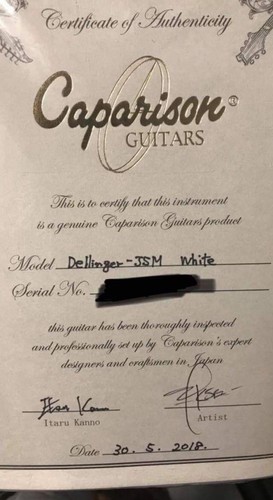 Certificate of Authenticity
Caparison®
GUITARS
This is to certify that this instrument
is a genuine Caparison Guitars product
Model Dellinger-JSM White
Serial No.
this guitar has been thoroughly inspected
and professionally set up by Caparison's expert
designers and craftsmen in Japan
Itaru Kanno
Artist
Date 30. 5. 2018.